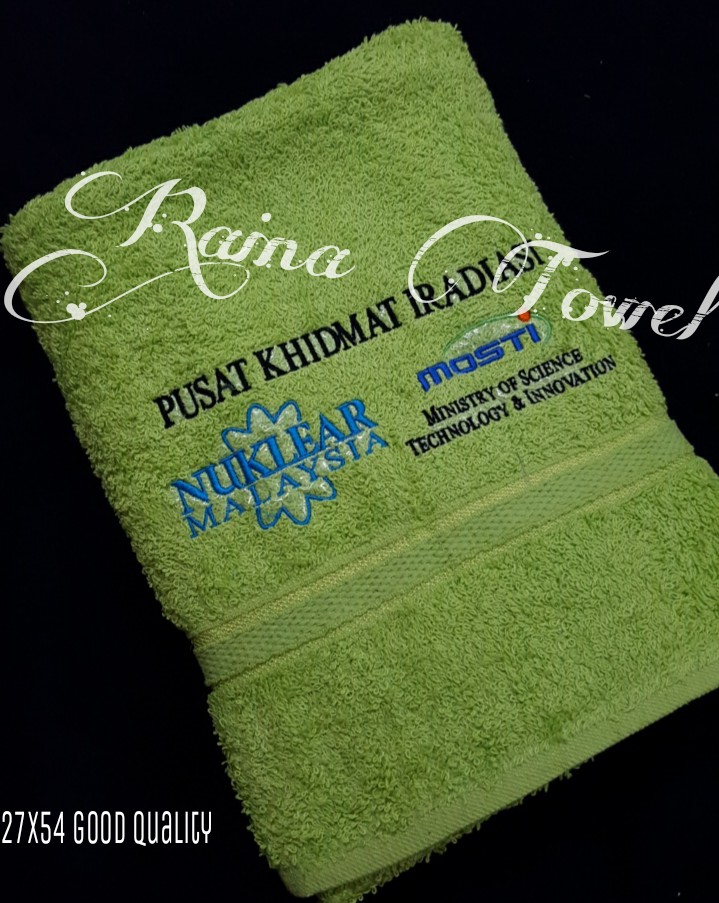 Raina Towel
PUSAT KHIDMAT IRADIASI
NUKLEAR
MALAYSIA
MOSTI
MINISTRY OF SCIENCE
TECHNOLOGY & INNOVATION
27X54 GOOD QUALITY